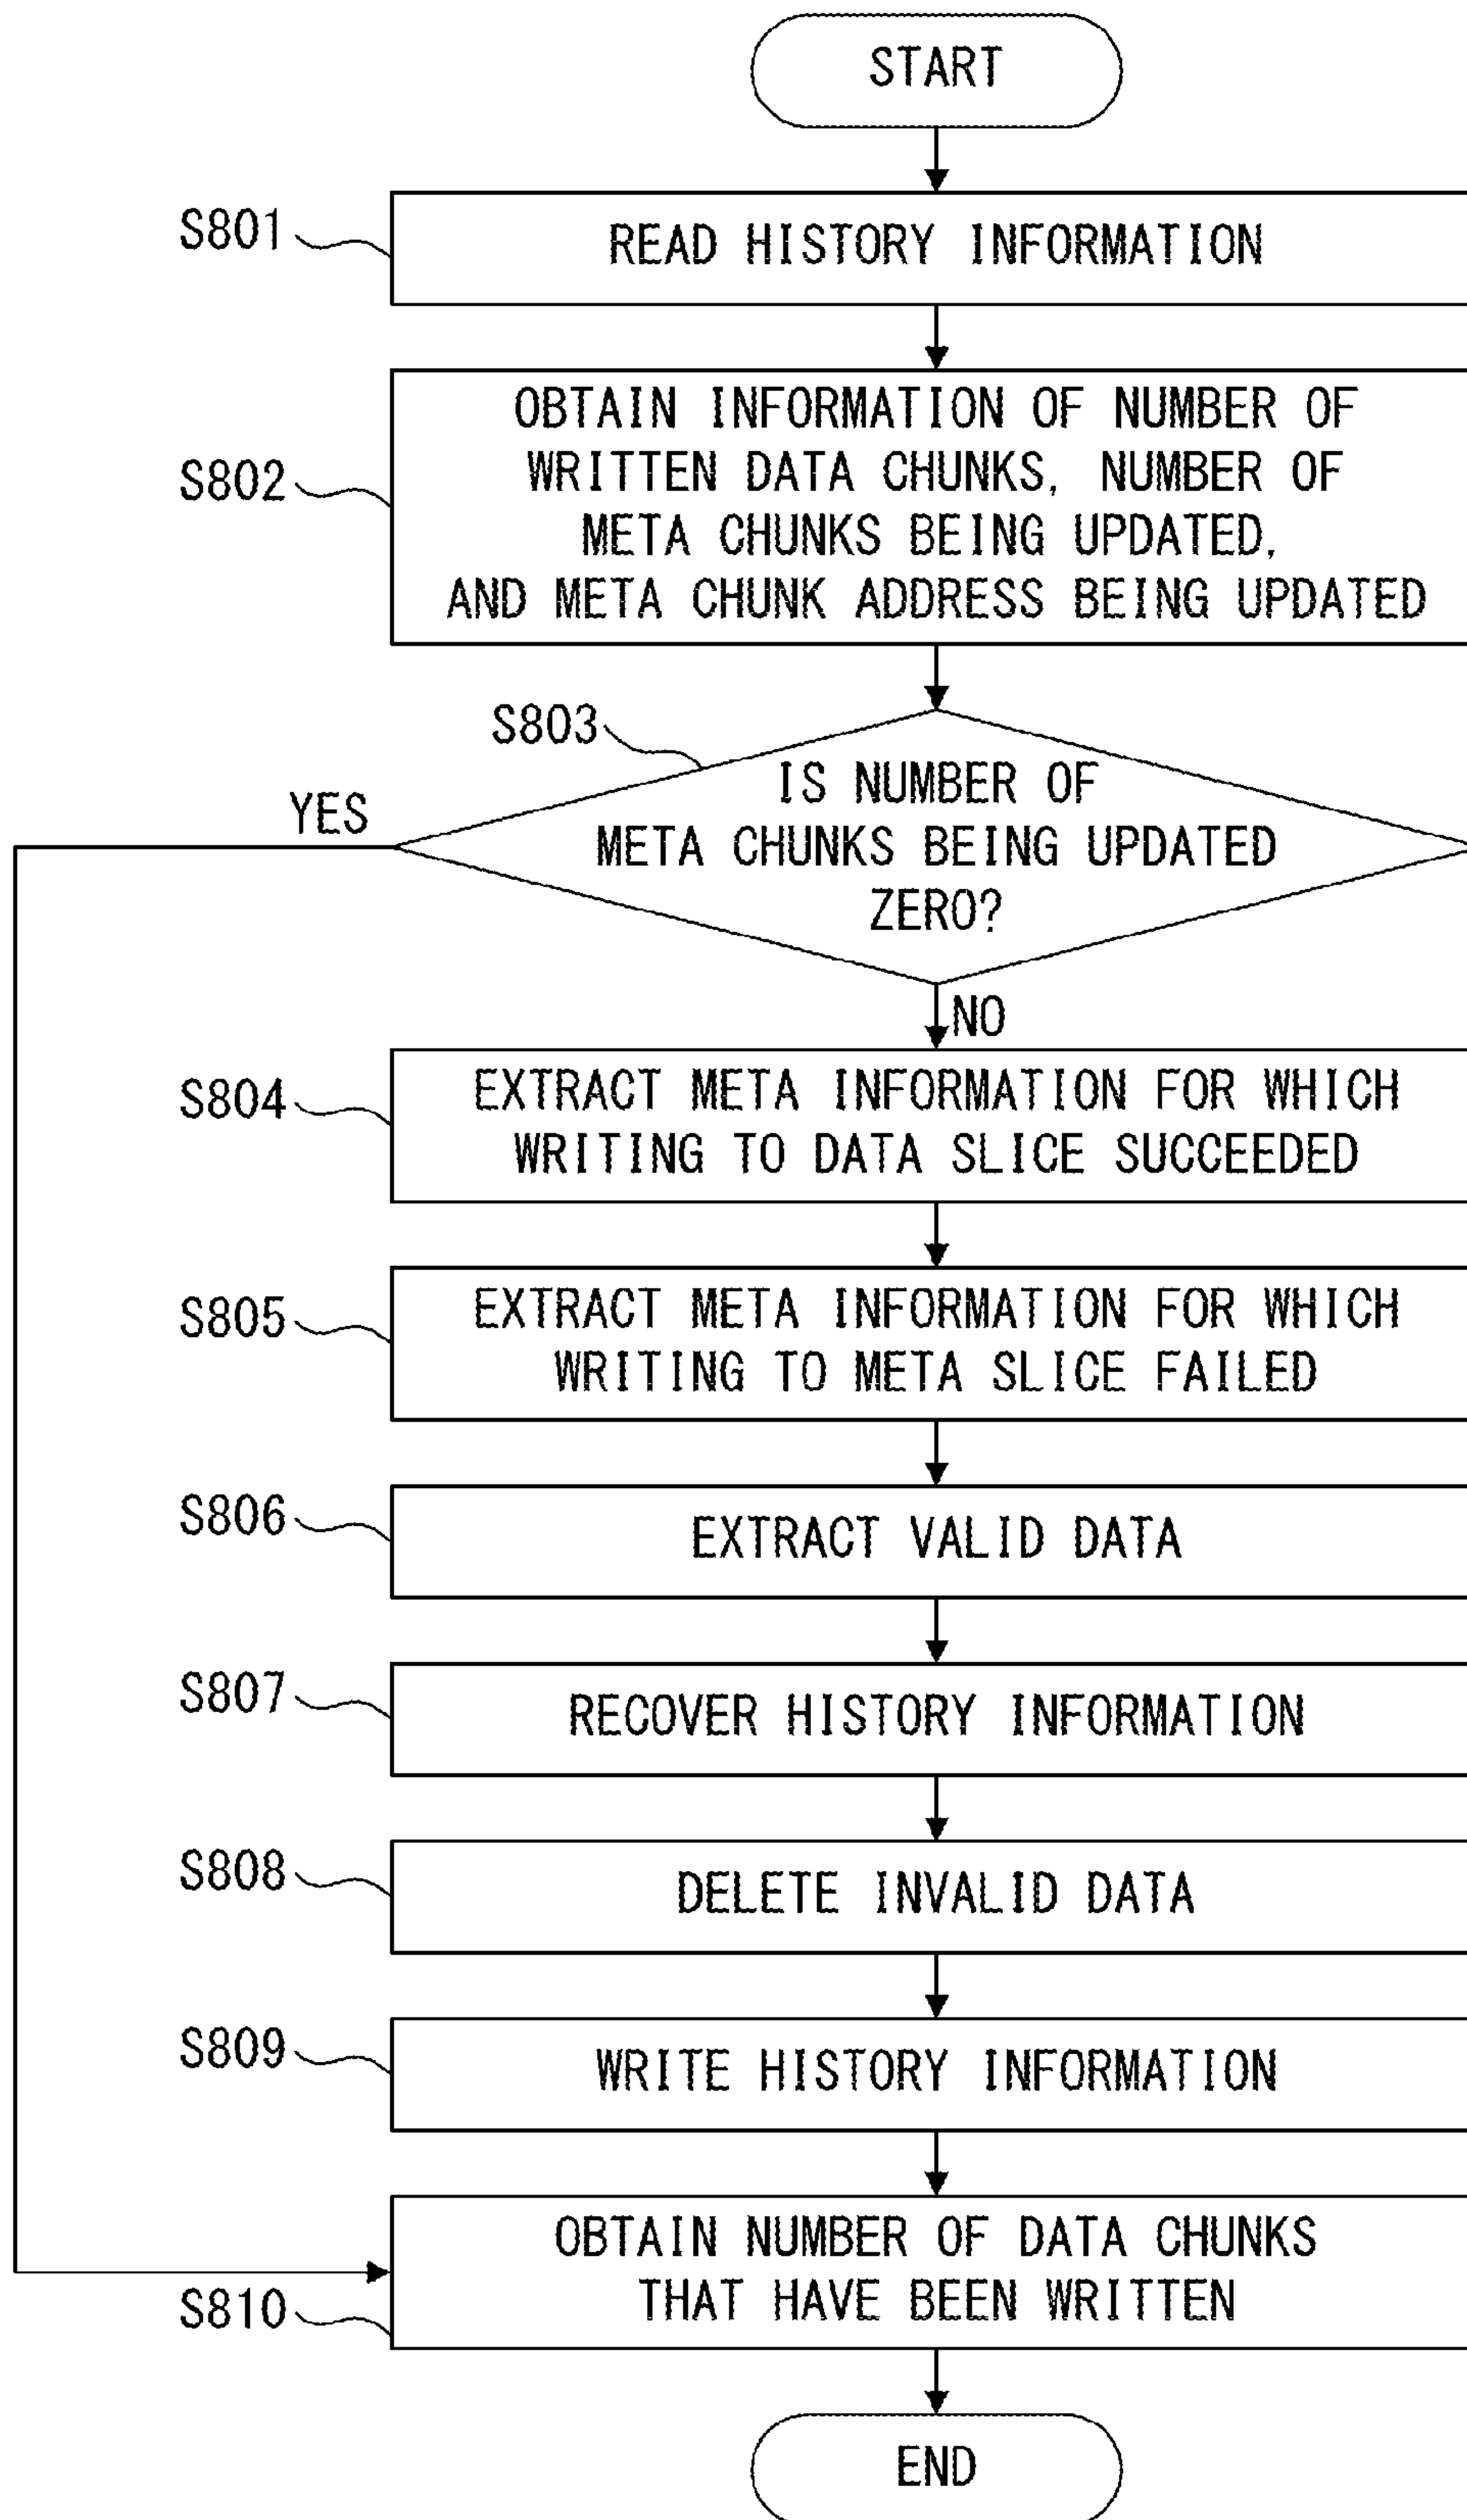 START
S801
READ HISTORY INFORMATION
S802
OBTAIN INFORMATION OF NUMBER OF
WRITTEN DATA CHUNKS, NUMBER OF
META CHUNKS BEING UPDATED,
AND META CHUNK ADDRESS BEING UPDATED
S803
IS NUMBER OF
META CHUNKS BEING UPDATED
ZERO?
YES
NO
S804
EXTRACT META INFORMATION FOR WHICH
WRITING TO DATA SLICE SUCCEEDED
S805
EXTRACT META INFORMATION FOR WHICH
WRITING TO META SLICE FAILED
S806
EXTRACT VALID DATA
S807
RECOVER HISTORY INFORMATION
S808
DELETE INVALID DATA
S809
WRITE HISTORY INFORMATION
S810
OBTAIN NUMBER OF DATA CHUNKS
THAT HAVE BEEN WRITTEN
END